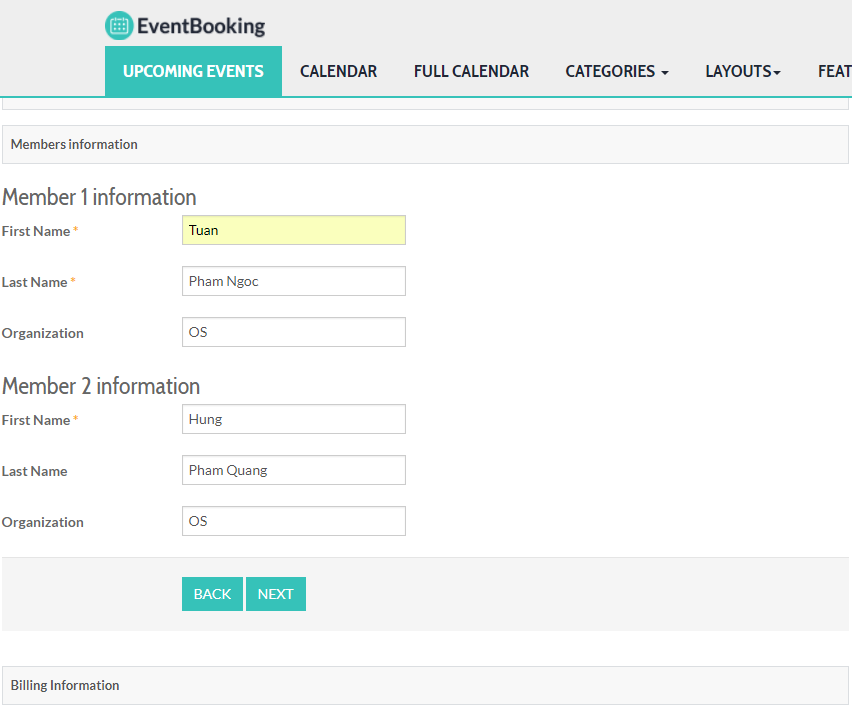 EventBooking
UPCOMING EVENTS CALENDAR FULL CALENDAR CATEGORIES LAYOUTS FEAT
Members information
Member 1 information
First Name * Tuan
Last Name * Pham Ngoc
Organization OS
Member 2 information
First Name * Hung
Last Name Pham Quang
Organization OS
BACK NEXT
Billing Information